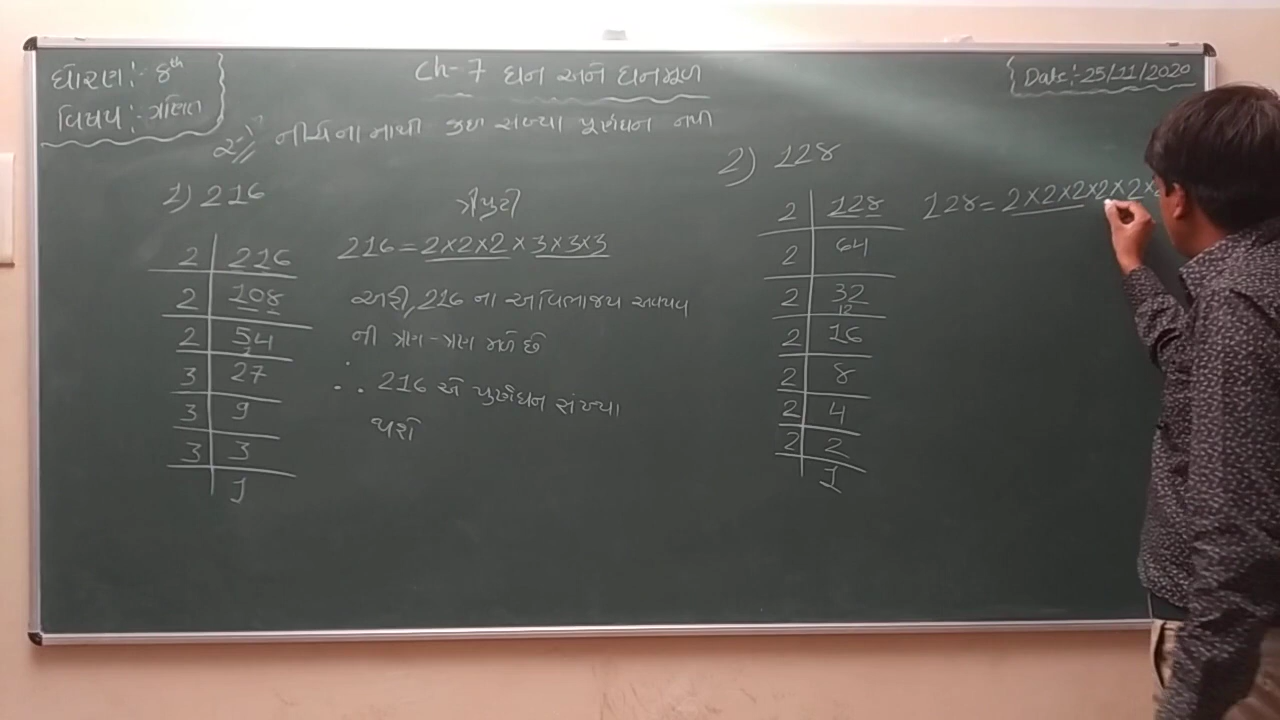 ધોરણ :- 8th
વિષય :- ગણિત
Ch-7 ઘન અને ઘનમૂળ
Date:-25/11/2020
નીચેનામાંથી કઇ સંખ્યા પૂર્ણઘન નથી
1) 216
2 | 216
2 | 108
2 | 54
3 | 27
3 | 9
3 | 3
1
ત્રીપુટી
216 = 2×2×2×3×3×3
અહી, 216 ના અવિભાજ્ય અવયવ
ની ત્રણ-ત્રણ મળે છે
∴ 216 એ પુર્ણઘન સંખ્યા
થશે
2) 128
2 | 128
2 | 64
2 | 32
12
2 | 16
2 | 8
2 | 4
2 | 2
1
128 = 2×2×2×2×2×